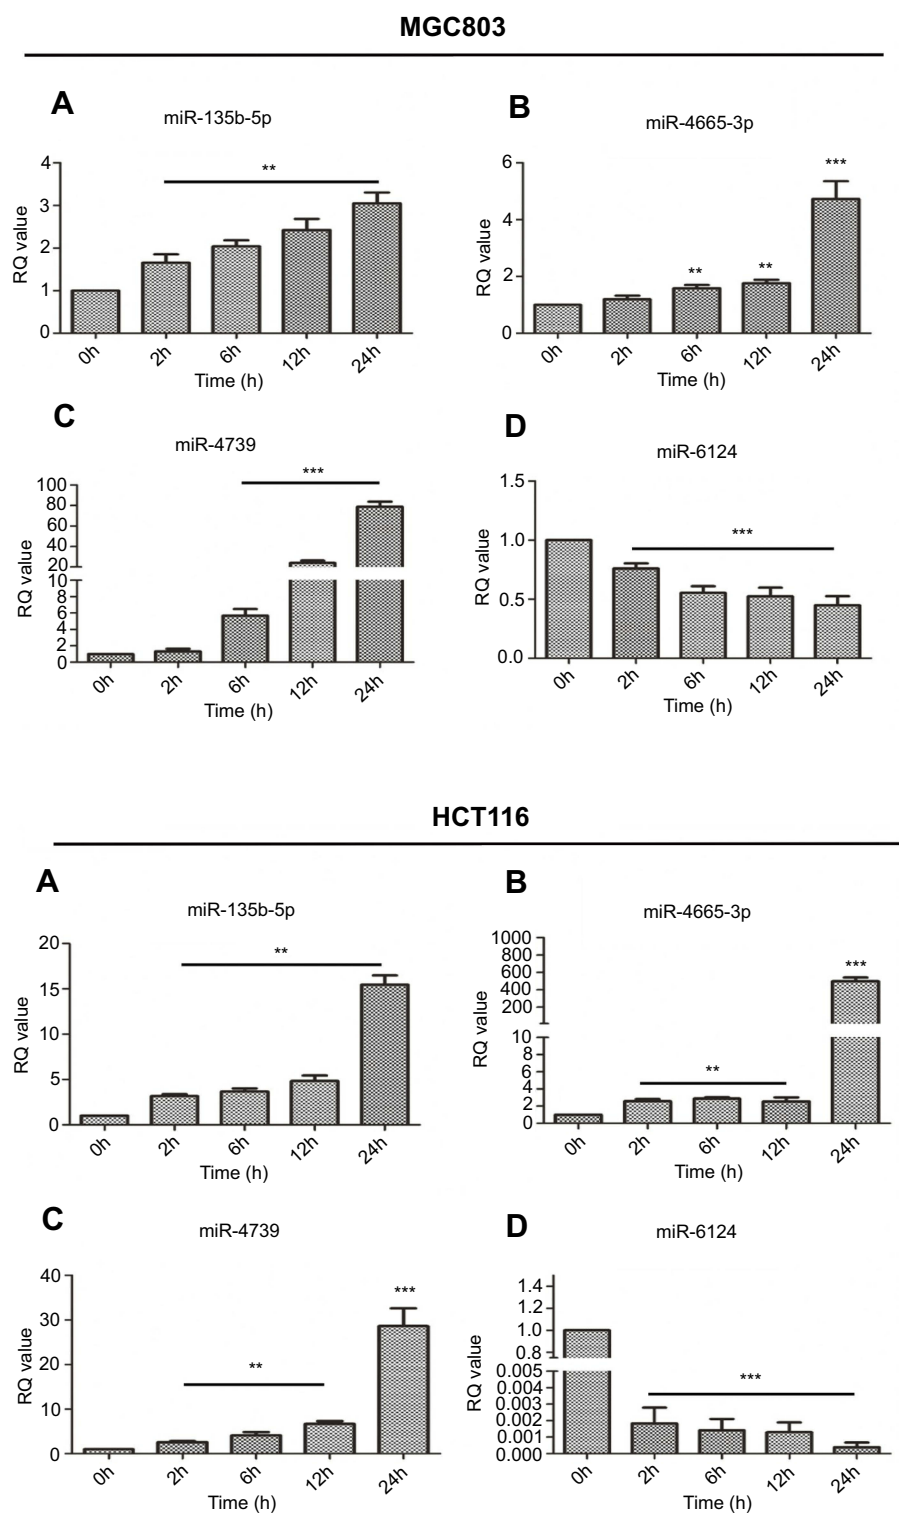 MGC803
A
miR-135b-5p
**
RQ value
4
3
2
1
0
0h 2h 6h 12h 24h
Time (h)
B
miR-4665-3p
***
**
**
RQ value
6
4
2
0
0h 2h 6h 12h 24h
Time (h)
C
miR-4739
***
RQ value
100
80
60
40
20
10
8
6
4
2
0
0h 2h 6h 12h 24h
Time (h)
D
miR-6124
***
RQ value
1.5
1.0
0.5
0.0
0h 2h 6h 12h 24h
Time (h)
HCT116
A
miR-135b-5p
**
RQ value
20
15
10
5
0
0h 2h 6h 12h 24h
Time (h)
B
miR-4665-3p
***
**
RQ value
1000
800
600
400
200
10
8
6
4
2
0
0h 2h 6h 12h 24h
Time (h)
C
miR-4739
***
**
RQ value
40
30
20
10
0
0h 2h 6h 12h 24h
Time (h)
D
miR-6124
***
RQ value
1.4
1.2
1.0
0.8
0.005
0.004
0.003
0.002
0.001
0.000
0h 2h 6h 12h 24h
Time (h)